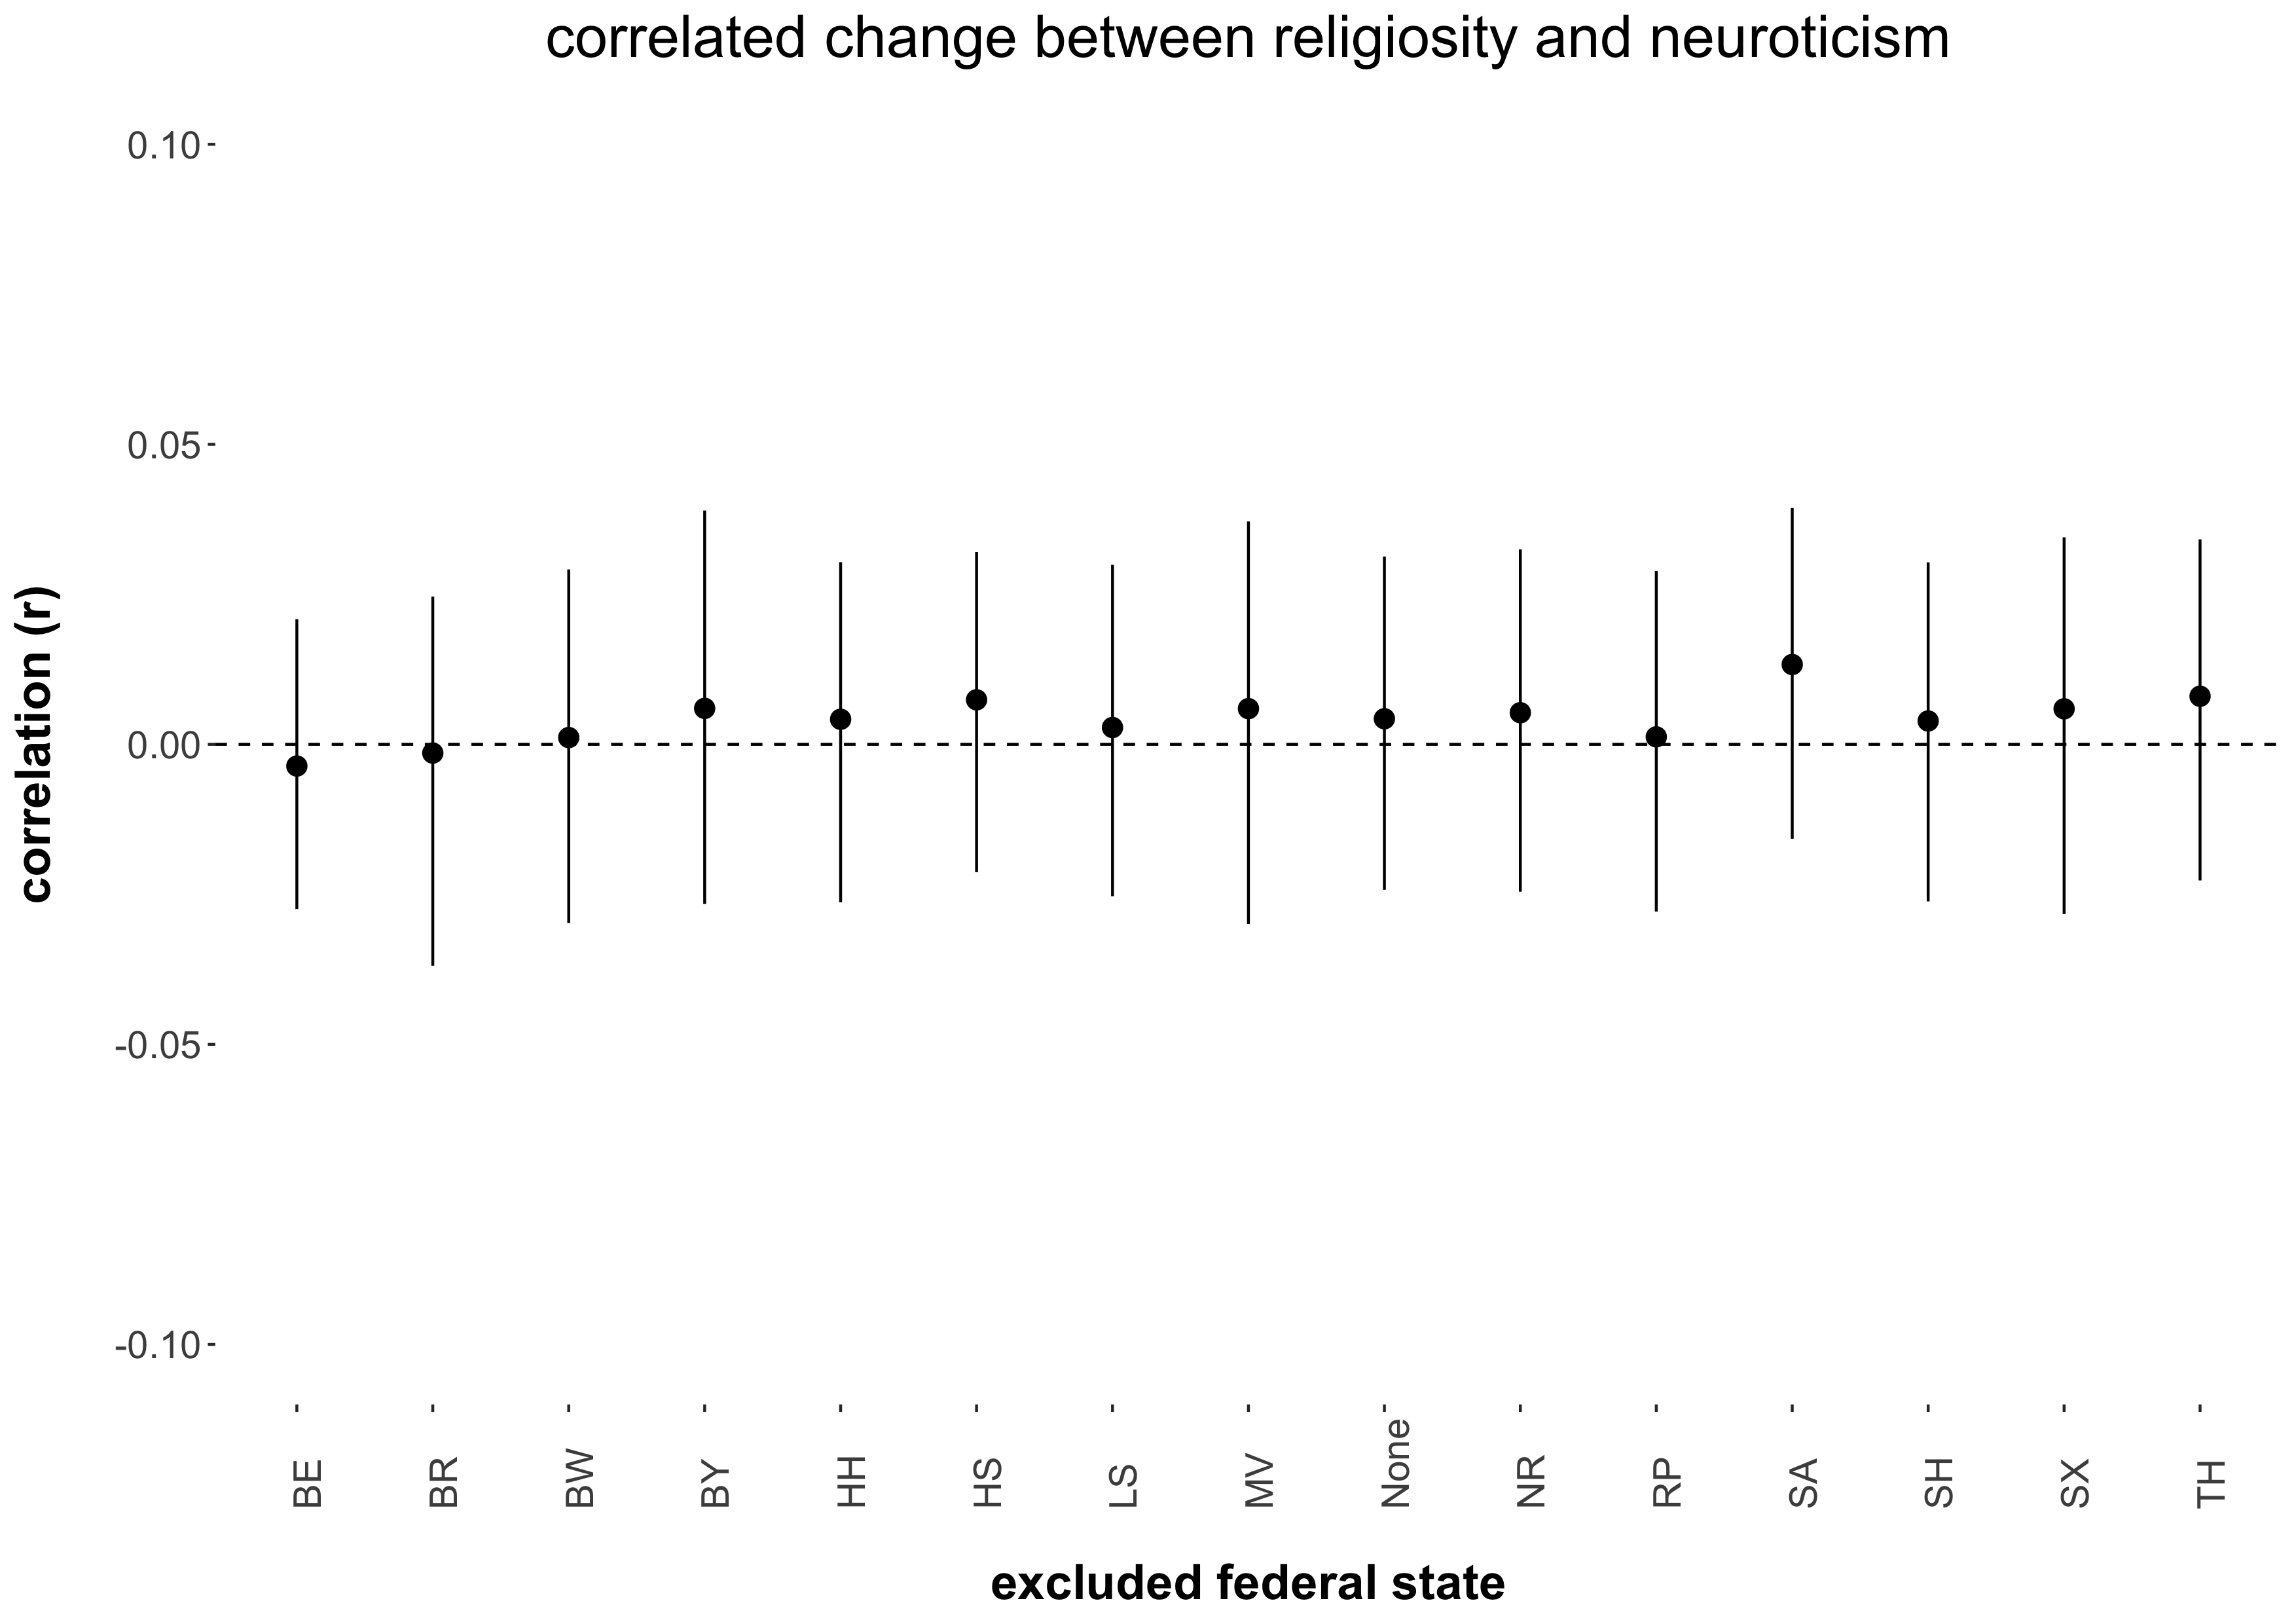 correlated change between religiosity and neuroticism
correlation (r)
0.10
0.05
0.00
-0.05
-0.10
BE
BR
BW
BY
HH
HS
LS
MV
None
NR
RP
SA
SH
SX
TH
excluded federal state